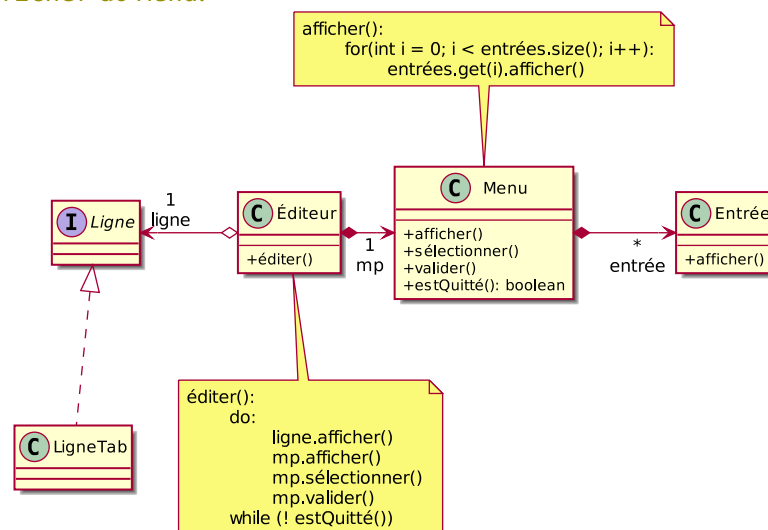 afficher():
for(int i = 0; i < entrées.size(); i++):
entrées.get(i).afficher()
I Ligne
1
ligne
C Éditeur
+éditer()
1
mp
C Menu
+afficher()
+sélectionner()
+valider()
+estQuitté(): boolean
*
entrée
C Entrée
+afficher()
C LigneTab
éditer():
do:
ligne.afficher()
mp.afficher()
mp.sélectionner()
mp.valider()
while (! estQuitté())